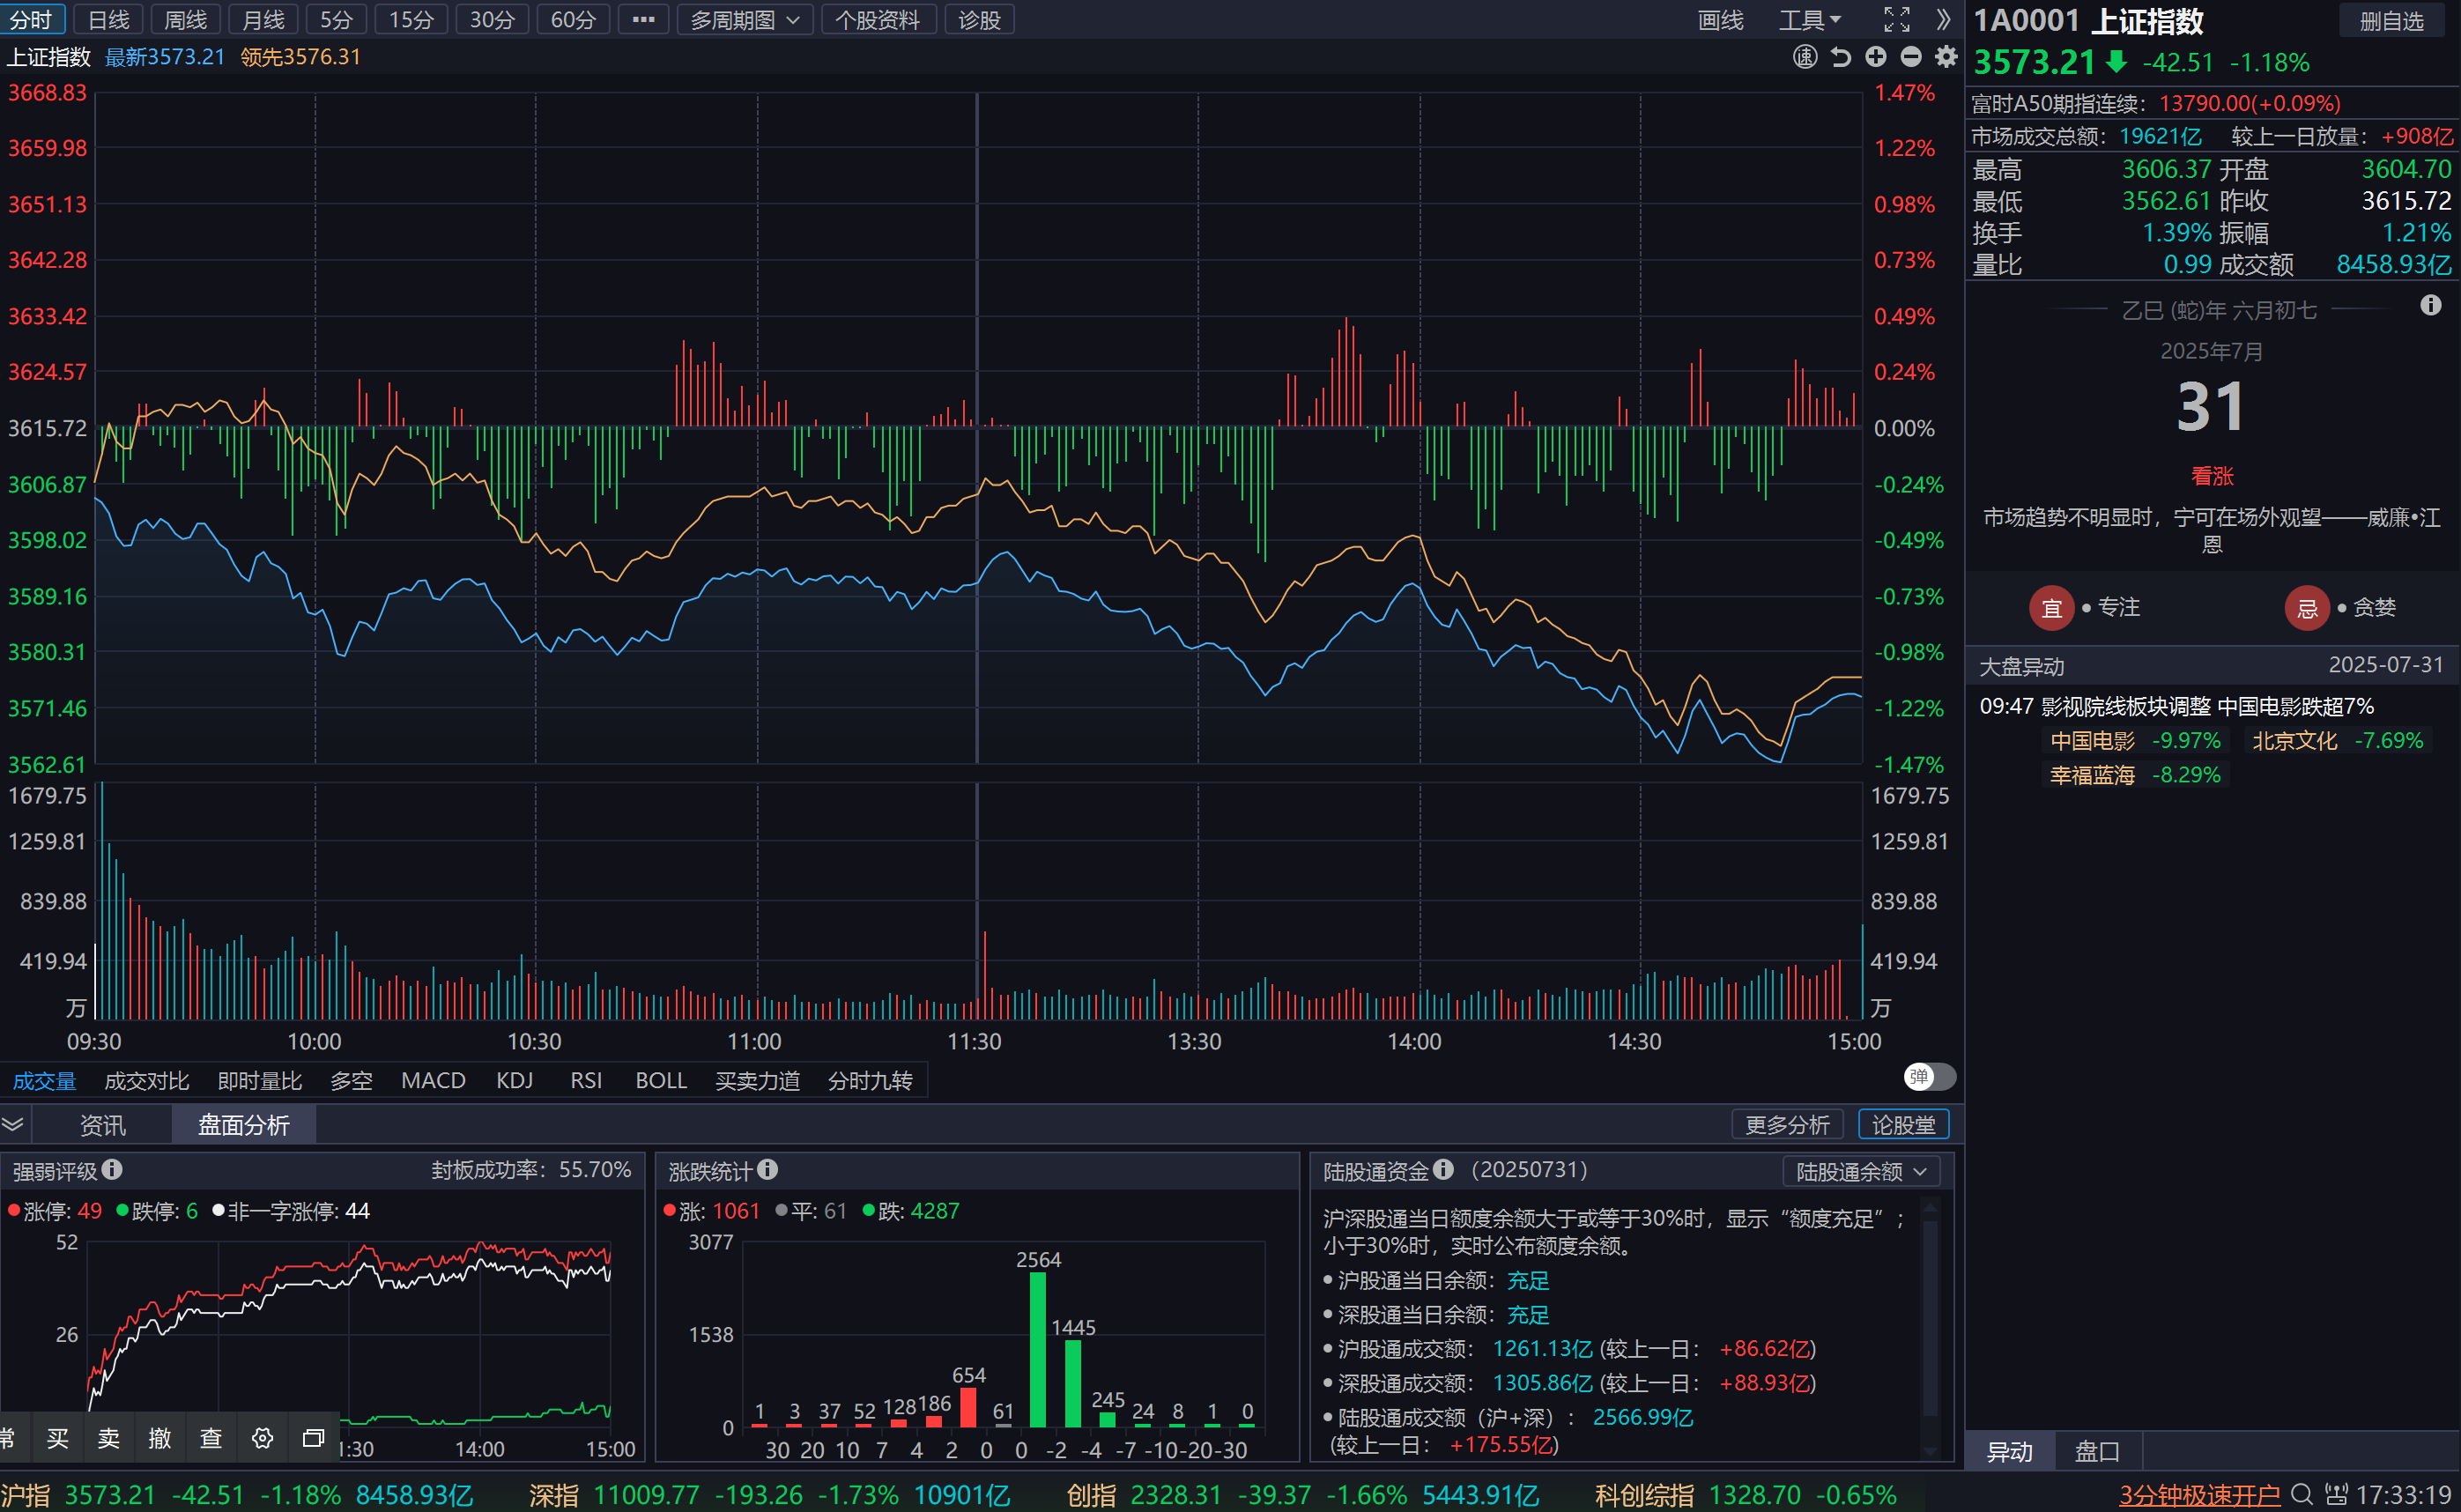 分时 日线 周线 月线 5分 15分 30分 60分 ••• 多周期图 个股资料 诊股 画线 工具
上证指数 最新3573.21 领先3576.31 速
3668.83 1.47%
3659.98 1.22%
3651.13 0.98%
3642.28 0.73%
3633.42 0.49%
3624.57 0.24%
3615.72 0.00%
3606.87 -0.24%
3598.02 -0.49%
3589.16 -0.73%
3580.31 -0.98%
3571.46 -1.22%
3562.61 -1.47%
1679.75 1679.75
1259.81 1259.81
839.88 839.88
419.94 419.94
万 万
09:30 10:00 10:30 11:00 11:30 13:30 14:00 14:30 15:00
成交量 成交对比 即时量比 多空 MACD KDJ RSI BOLL 买卖力道 分时九转 弹
资讯 盘面分析 更多分析 论股堂
强弱评级 封板成功率：55.70%
涨停: 49 跌停: 6 非一字涨停: 44
52
26
1:30 14:00 15:00
常 买 卖 撤 查
涨跌统计
涨: 1061 平: 61 跌: 4287
3077
1538
0
1 3 37 52 128 186 654 61 2564 1445 245 24 8 1 0
30 20 10 7 4 2 0 0 -2 -4 -7 -10 -20 -30
陆股通资金 （20250731） 陆股通余额
沪深股通当日额度余额大于或等于30%时，显示“额度充足”；
小于30%时，实时公布额度余额。
沪股通当日余额：充足
深股通当日余额：充足
沪股通成交额：1261.13亿 (较上一日：+86.62亿)
深股通成交额：1305.86亿 (较上一日：+88.93亿)
陆股通成交额（沪+深）：2566.99亿
(较上一日：+175.55亿)
1A0001 上证指数 删自选
3573.21 -42.51 -1.18%
富时A50期指连续：13790.00(+0.09%)
市场成交总额：19621亿 较上一日放量：+908亿
最高 3606.37 开盘 3604.70
最低 3562.61 昨收 3615.72
换手 1.39% 振幅 1.21%
量比 0.99 成交额 8458.93亿
乙巳 (蛇)年 六月初七
2025年7月
31
看涨
市场趋势不明显时，宁可在场外观望——威廉•江
恩
宜 • 专注 忌 • 贪婪
大盘异动 2025-07-31
09:47 影视院线板块调整 中国电影跌超7%
中国电影 -9.97% 北京文化 -7.69%
幸福蓝海 -8.29%
异动 盘口
沪指 3573.21 -42.51 -1.18% 8458.93亿 深指 11009.77 -193.26 -1.73% 10901亿 创指 2328.31 -39.37 -1.66% 5443.91亿 科创综指 1328.70 -0.65% 3分钟极速开户 17:33:19